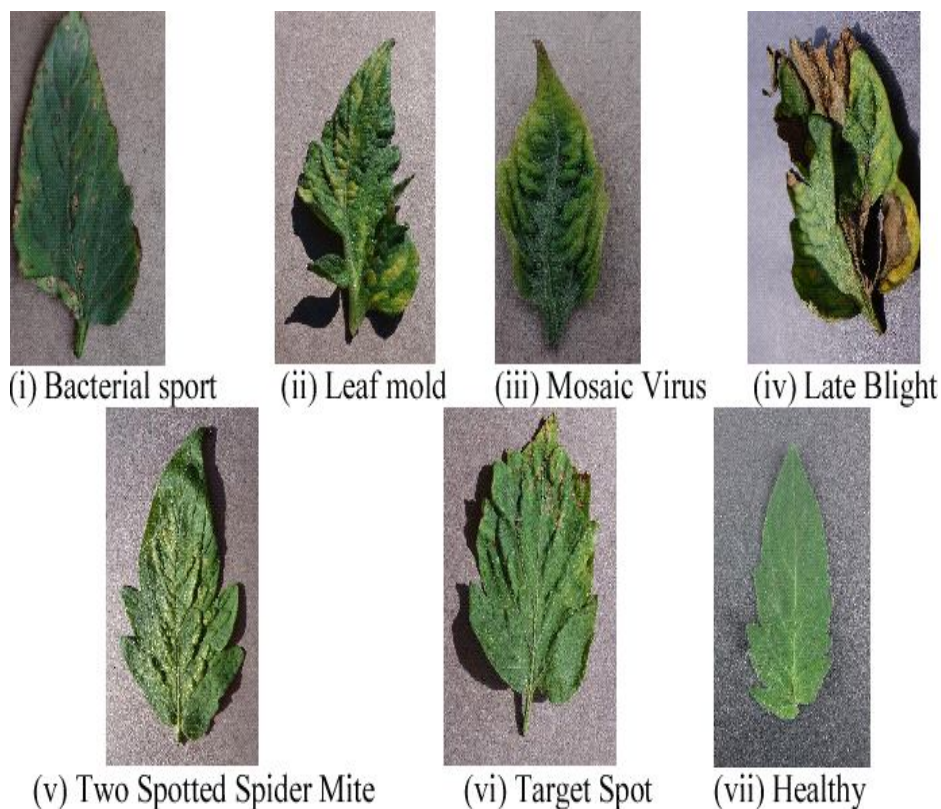 (i) Bacterial sport (ii) Leaf mold (iii) Mosaic Virus (iv) Late Blight
(v) Two Spotted Spider Mite (vi) Target Spot (vii) Healthy